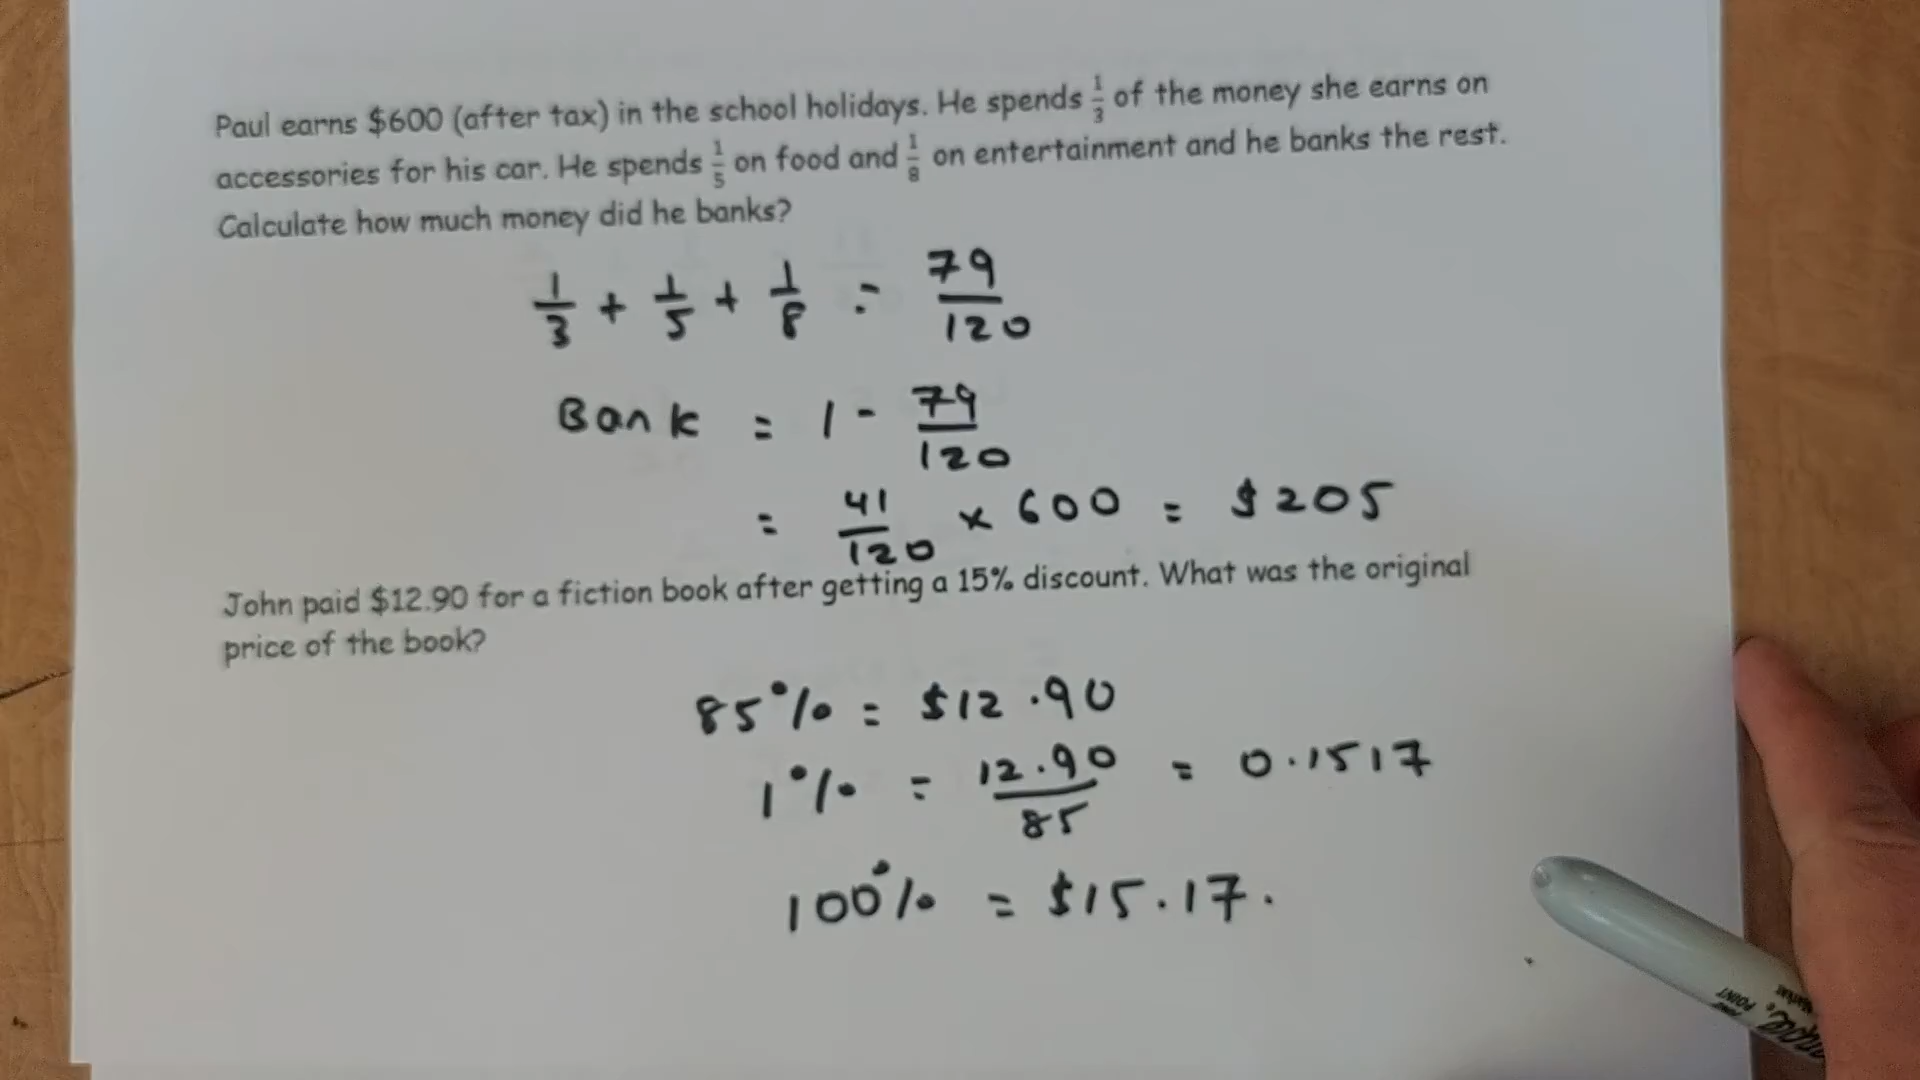 Paul earns $600 (after tax) in the school holidays. He spends 1/3 of the money she earns on
accessories for his car. He spends 1/5 on food and 1/8 on entertainment and he banks the rest.
Calculate how much money did he banks?
1/3 + 1/5 + 1/8 = 79/120
Bank = 1 - 79/120
= 41/120 × 600 = $205
John paid $12.90 for a fiction book after getting a 15% discount. What was the original
price of the book?
85% = $12.90
1% = 12.90/85 = 0.1517
100% = $15.17.
POINT